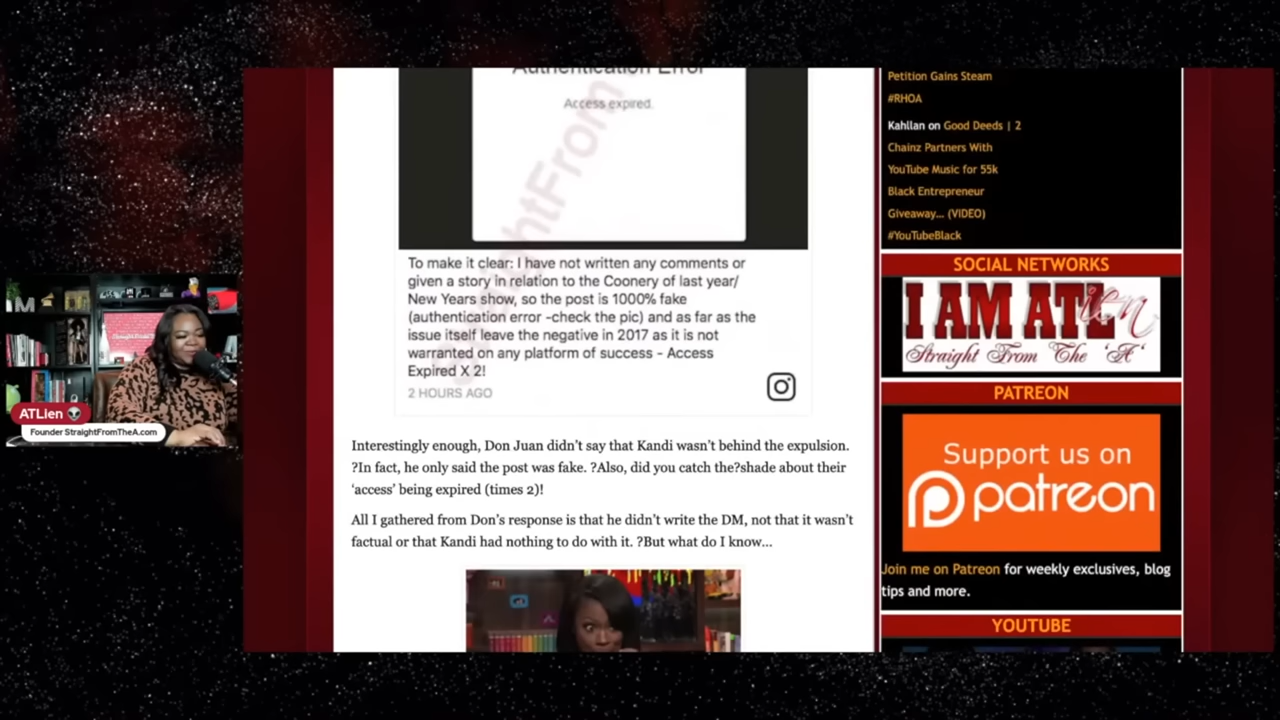 Authentication Error
Access expired.
To make it clear: I have not written any comments or
given a story in relation to the Coonery of last year/
New Years show, so the post is 1000% fake
(authentication error -check the pic) and as far as the
issue itself leave the negative in 2017 as it is not
warranted on any platform of success - Access
Expired X 2!
2 HOURS AGO
Interestingly enough, Don Juan didn't say that Kandi wasn't behind the expulsion.
?In fact, he only said the post was fake. ?Also, did you catch the?shade about their
'access' being expired (times 2)!
All I gathered from Don's response is that he didn't write the DM, not that it wasn't
factual or that Kandi had nothing to do with it. ?But what do I know...
Petition Gains Steam
#RHOA
Kahllan on Good Deeds | 2
Chainz Partners With
YouTube Music for 55k
Black Entrepreneur
Giveaway... (VIDEO)
#YouTubeBlack
SOCIAL NETWORKS
I AM ATLien
Straight From The 'A'
PATREON
Support us on
patreon
Join me on Patreon for weekly exclusives, blog
tips and more.
YOUTUBE
ATLien
Founder StraightFromTheA.com